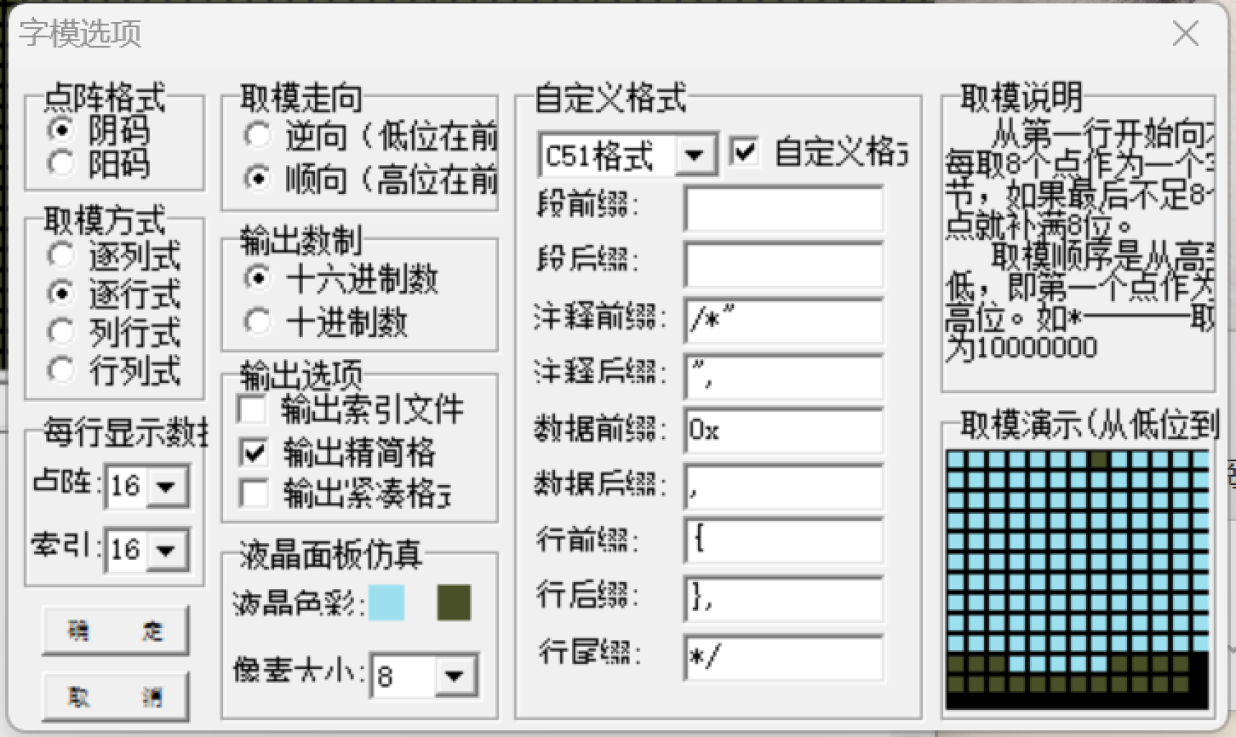 字模选项
点阵格式
阴码
阳码
取模方式
逐列式
逐行式
列行式
行列式
每行显示数
点阵:16
索引:16
确 定
取 消
取模走向
逆向（低位在前
顺向（高位在前
输出数制
十六进制数
十进制数
输出选项
输出索引文件
输出精简格
输出紧凑格
液晶面板仿真
液晶色彩:
像素大小:8
自定义格式
C51格式 自定义格
段前缀:
段后缀:
注释前缀: /*"
注释后缀: ",
数据前缀: 0x
数据后缀: ,
行前缀: {
行后缀: },
行尾缀: */
取模说明
从第一行开始向
每取8个点作为一个
节，如果最后不足8
点就补满8位。
取模顺序是从高
低，即第一个点作为
高位。如*———取
为10000000
取模演示(从低位到